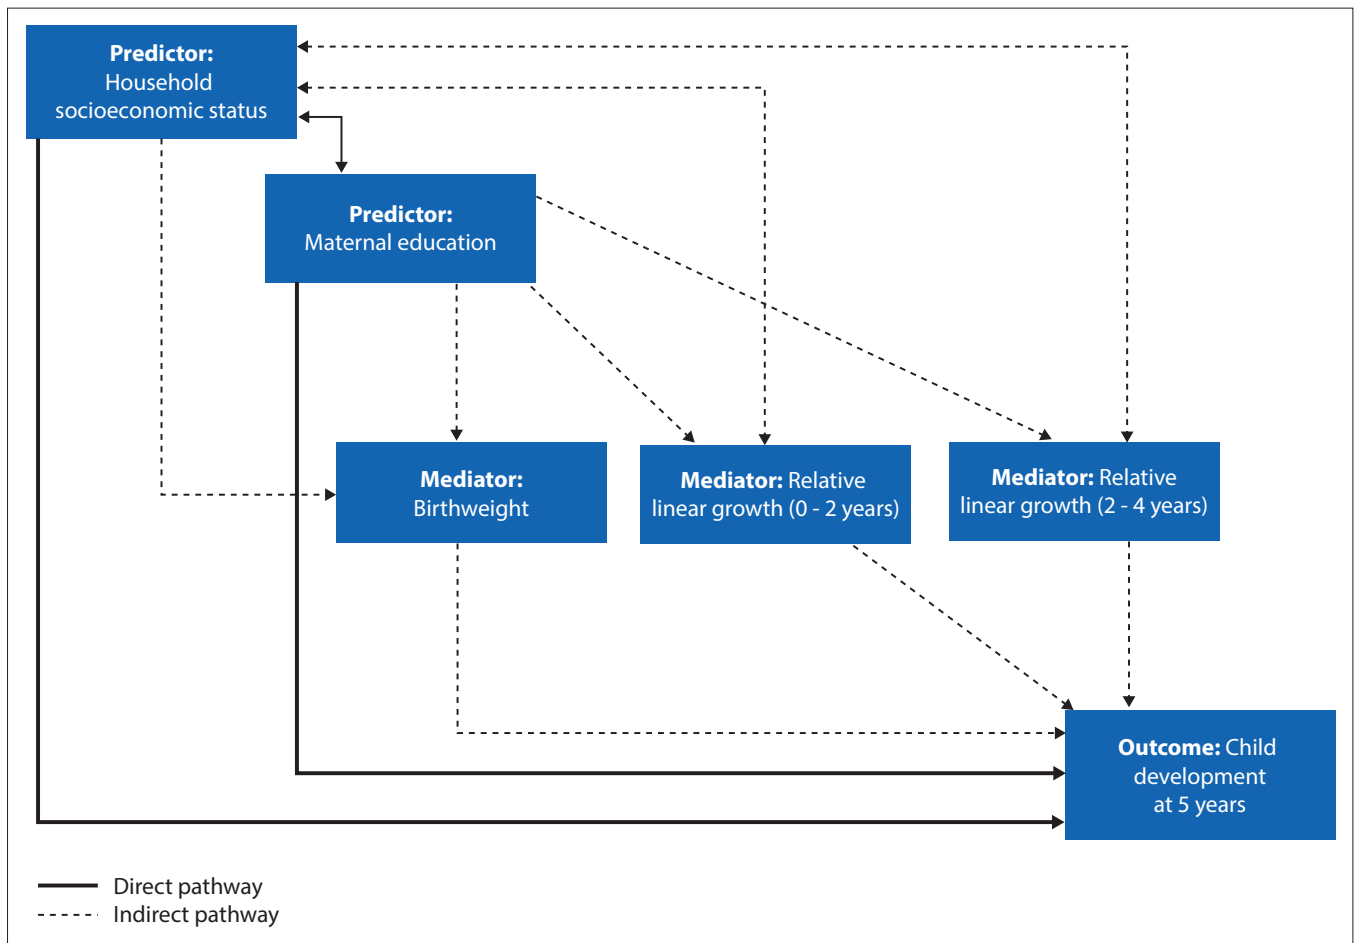 Predictor:
Household
socioeconomic status
Predictor:
Maternal education
Mediator:
Birthweight
Mediator: Relative
linear growth (0 - 2 years)
Mediator: Relative
linear growth (2 - 4 years)
Outcome: Child
development
at 5 years
Direct pathway
Indirect pathway